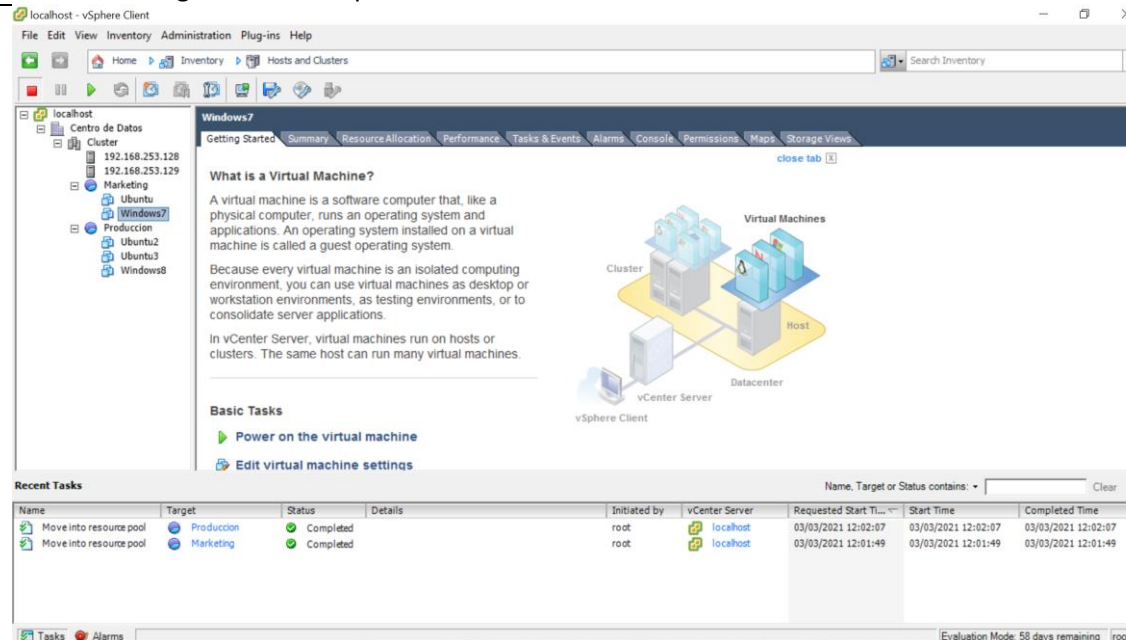 localhost - vSphere Client
File Edit View Inventory Administration Plug-ins Help
Home Inventory Hosts and Clusters
Search Inventory
localhost
Centro de Datos
Cluster
192.168.253.128
192.168.253.129
Marketing
Ubuntu
Windows7
Produccion
Ubuntu2
Ubuntu3
Windows8
Windows7
Getting Started Summary Resource Allocation Performance Tasks & Events Alarms Console Permissions Maps Storage Views
close tab X
What is a Virtual Machine?
A virtual machine is a software computer that, like a
physical computer, runs an operating system and
applications. An operating system installed on a virtual
machine is called a guest operating system.
Because every virtual machine is an isolated computing
environment, you can use virtual machines as desktop or
workstation environments, as testing environments, or to
consolidate server applications.
In vCenter Server, virtual machines run on hosts or
clusters. The same host can run many virtual machines.
Basic Tasks
Power on the virtual machine
Edit virtual machine settings
Virtual Machines
Cluster
Host
Datacenter
vCenter Server
vSphere Client
Recent Tasks
Name, Target or Status contains: Clear
Name Target Status Details Initiated by vCenter Server Requested Start Ti... Start Time Completed Time
Move into resource pool Produccion Completed root localhost 03/03/2021 12:02:07 03/03/2021 12:02:07 03/03/2021 12:02:07
Move into resource pool Marketing Completed root localhost 03/03/2021 12:01:49 03/03/2021 12:01:49 03/03/2021 12:01:49
Tasks Alarms
Evaluation Mode: 58 days remaining